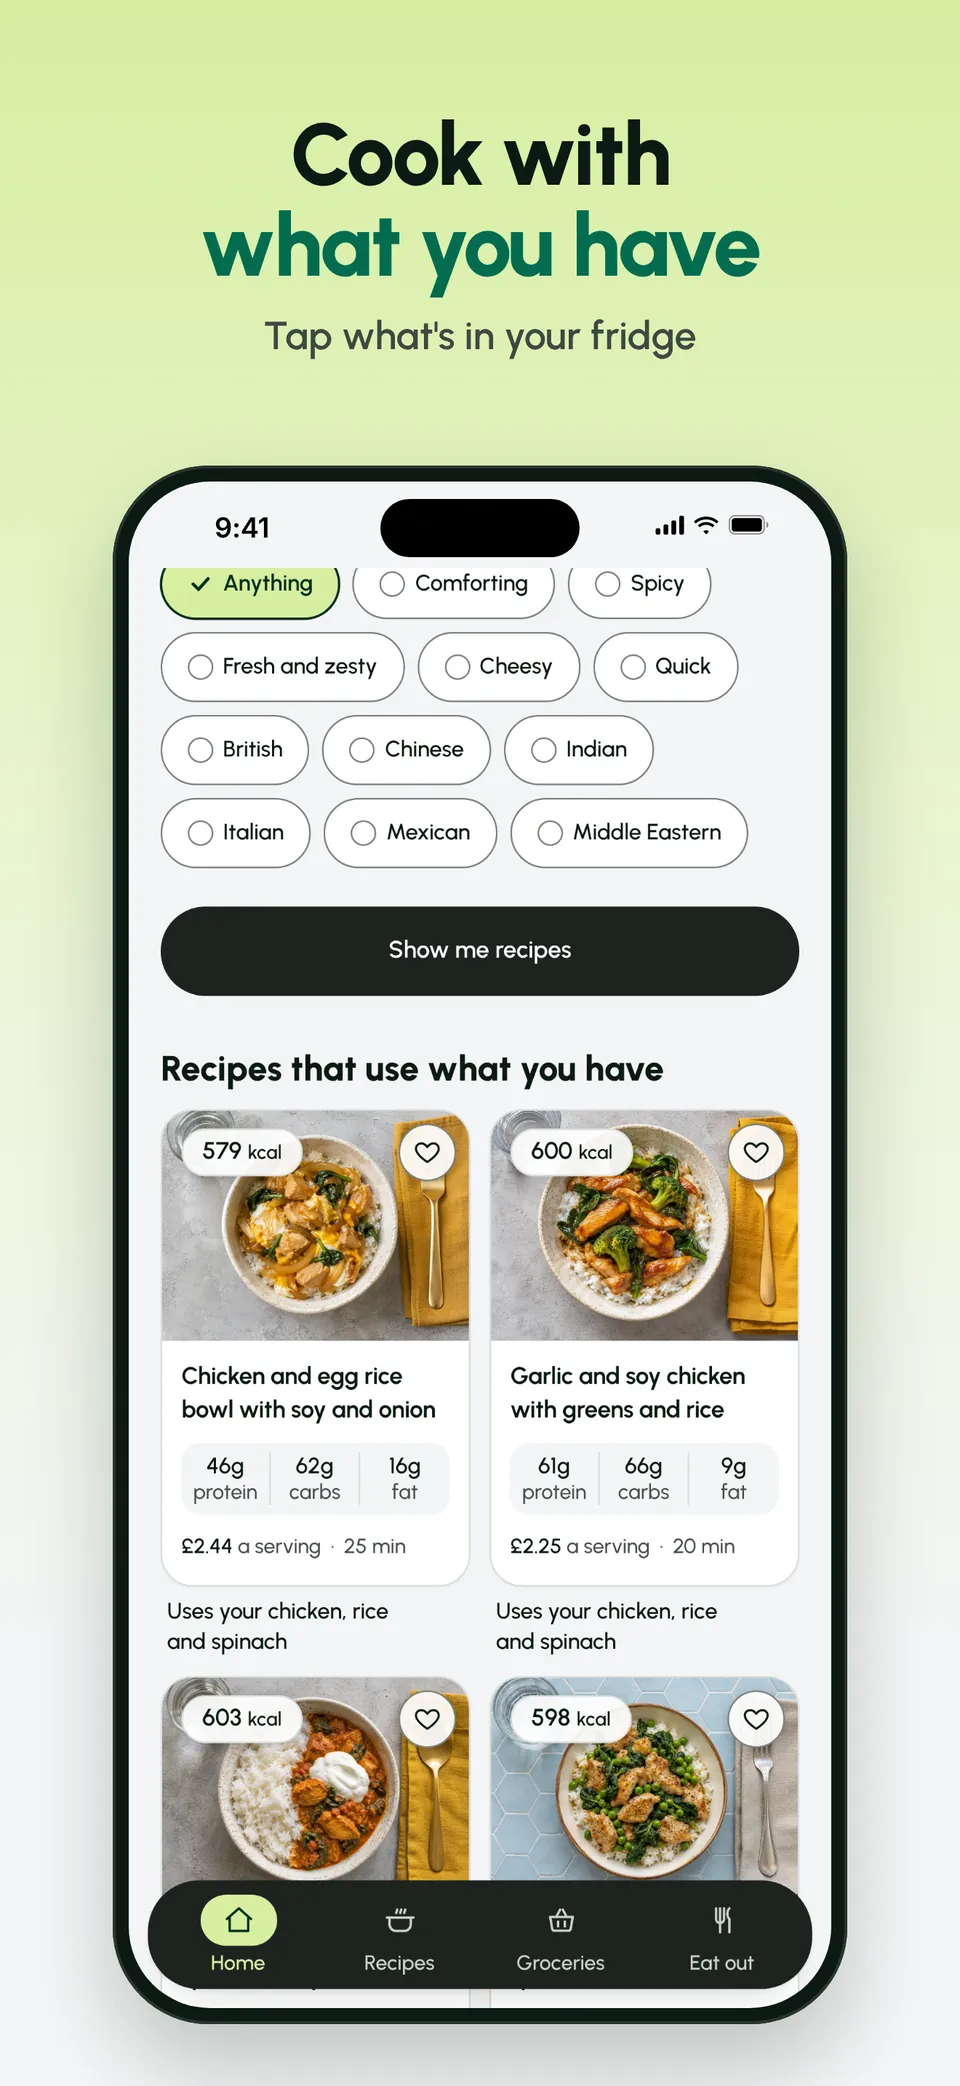 Cook with
what you have
Tap what's in your fridge
9:41
Anything
Comforting
Spicy
Fresh and zesty
Cheesy
Quick
British
Chinese
Indian
Italian
Mexican
Middle Eastern
Show me recipes
Recipes that use what you have
579 kcal
Chicken and egg rice
bowl with soy and onion
46g
protein
62g
carbs
16g
fat
£2.44 a serving · 25 min
Uses your chicken, rice
and spinach
600 kcal
Garlic and soy chicken
with greens and rice
61g
protein
66g
carbs
9g
fat
£2.25 a serving · 20 min
Uses your chicken, rice
and spinach
603 kcal
598 kcal
Home
Recipes
Groceries
Eat out